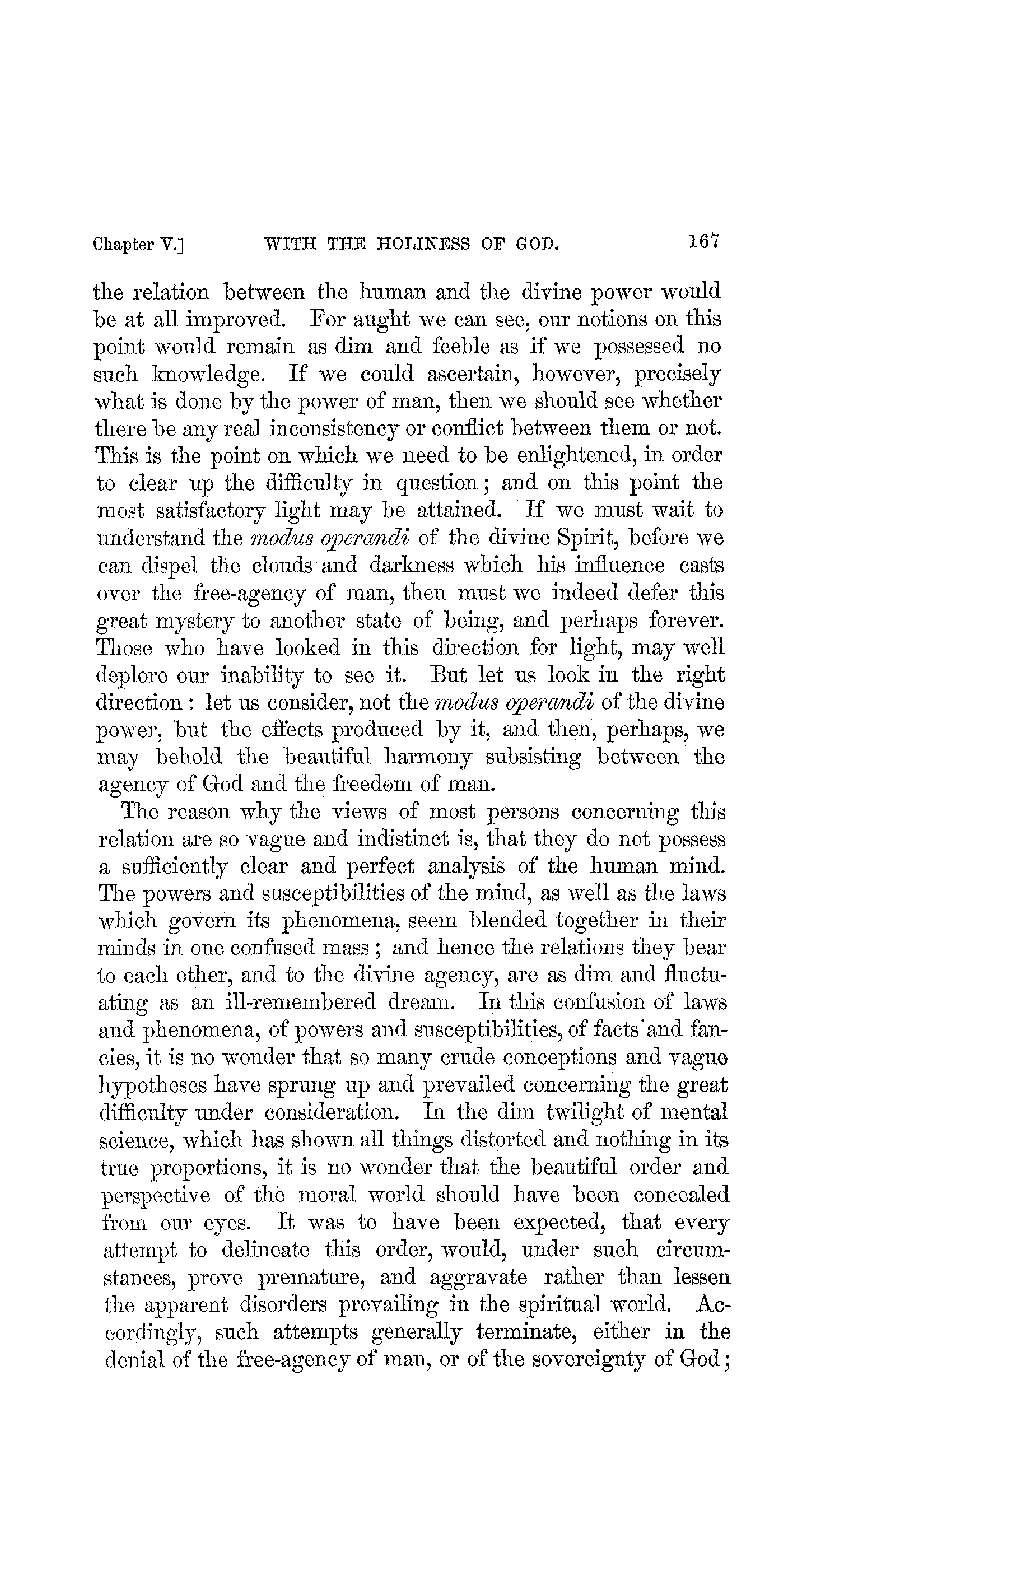 Chapter V.] WITH THE HOLINESS OF GOD. 167
the relation between the human and the divine power would
be at all improved. For aught we can see, our notions on this
point would remain as dim and feeble as if we possessed no
such knowledge. If we could ascertain, however, precisely
what is done by the power of man, then we should see whether
there be any real inconsistency or conflict between them or not.
This is the point on which we need to be enlightened, in order
to clear up the difficulty in question; and on this point the
most satisfactory light may be attained. If we must wait to
understand the modus operandi of the divine Spirit, before we
can dispel the clouds and darkness which his influence casts
over the free-agency of man, then must we indeed defer this
great mystery to another state of being, and perhaps forever.
Those who have looked in this direction for light, may well
deplore our inability to see it. But let us look in the right
direction: let us consider, not the modus operandi of the divine
power, but the effects produced by it, and then, perhaps, we
may behold the beautiful harmony subsisting between the
agency of God and the freedom of man.
The reason why the views of most persons concerning this
relation are so vague and indistinct is, that they do not possess
a sufficiently clear and perfect analysis of the human mind.
The powers and susceptibilities of the mind, as well as the laws
which govern its phenomena, seem blended together in their
minds in one confused mass; and hence the relations they bear
to each other, and to the divine agency, are as dim and fluctu-
ating as an ill-remembered dream. In this confusion of laws
and phenomena, of powers and susceptibilities, of facts and fan-
cies, it is no wonder that so many crude conceptions and vague
hypotheses have sprung up and prevailed concerning the great
difficulty under consideration. In the dim twilight of mental
science, which has shown all things distorted and nothing in its
true proportions, it is no wonder that the beautiful order and
perspective of the moral world should have been concealed
from our eyes. It was to have been expected, that every
attempt to delineate this order, would, under such circum-
stances, prove premature, and aggravate rather than lessen
the apparent disorders prevailing in the spiritual world. Ac-
cordingly, such attempts generally terminate, either in the
denial of the free-agency of man, or of the sovereignty of God;